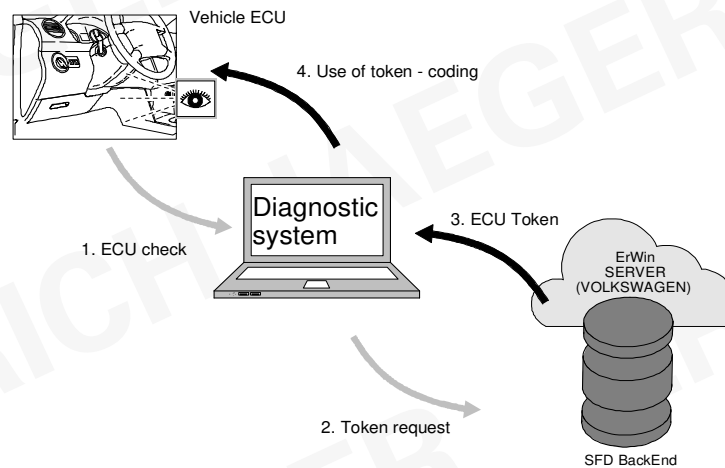 Vehicle ECU
4. Use of token - coding
Diagnostic
system
3. ECU Token
1. ECU check
ErWin
SERVER
(VOLKSWAGEN)
2. Token request
SFD BackEnd